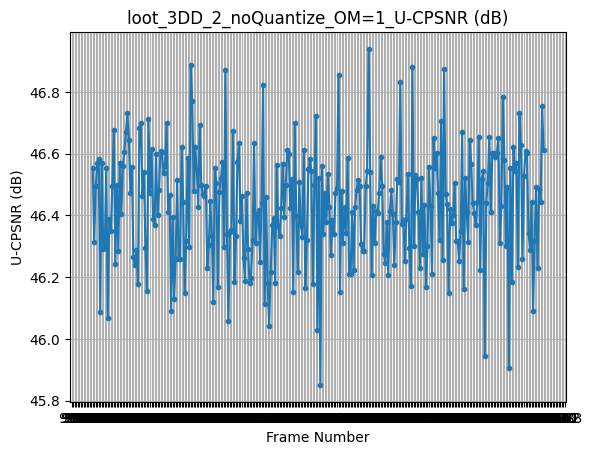 loot_3DD_2_noQuantize_OM=1_U-CPSNR (dB)
46.8
46.6
46.4
46.2
46.0
45.8
U-CPSNR (dB)
Frame Number